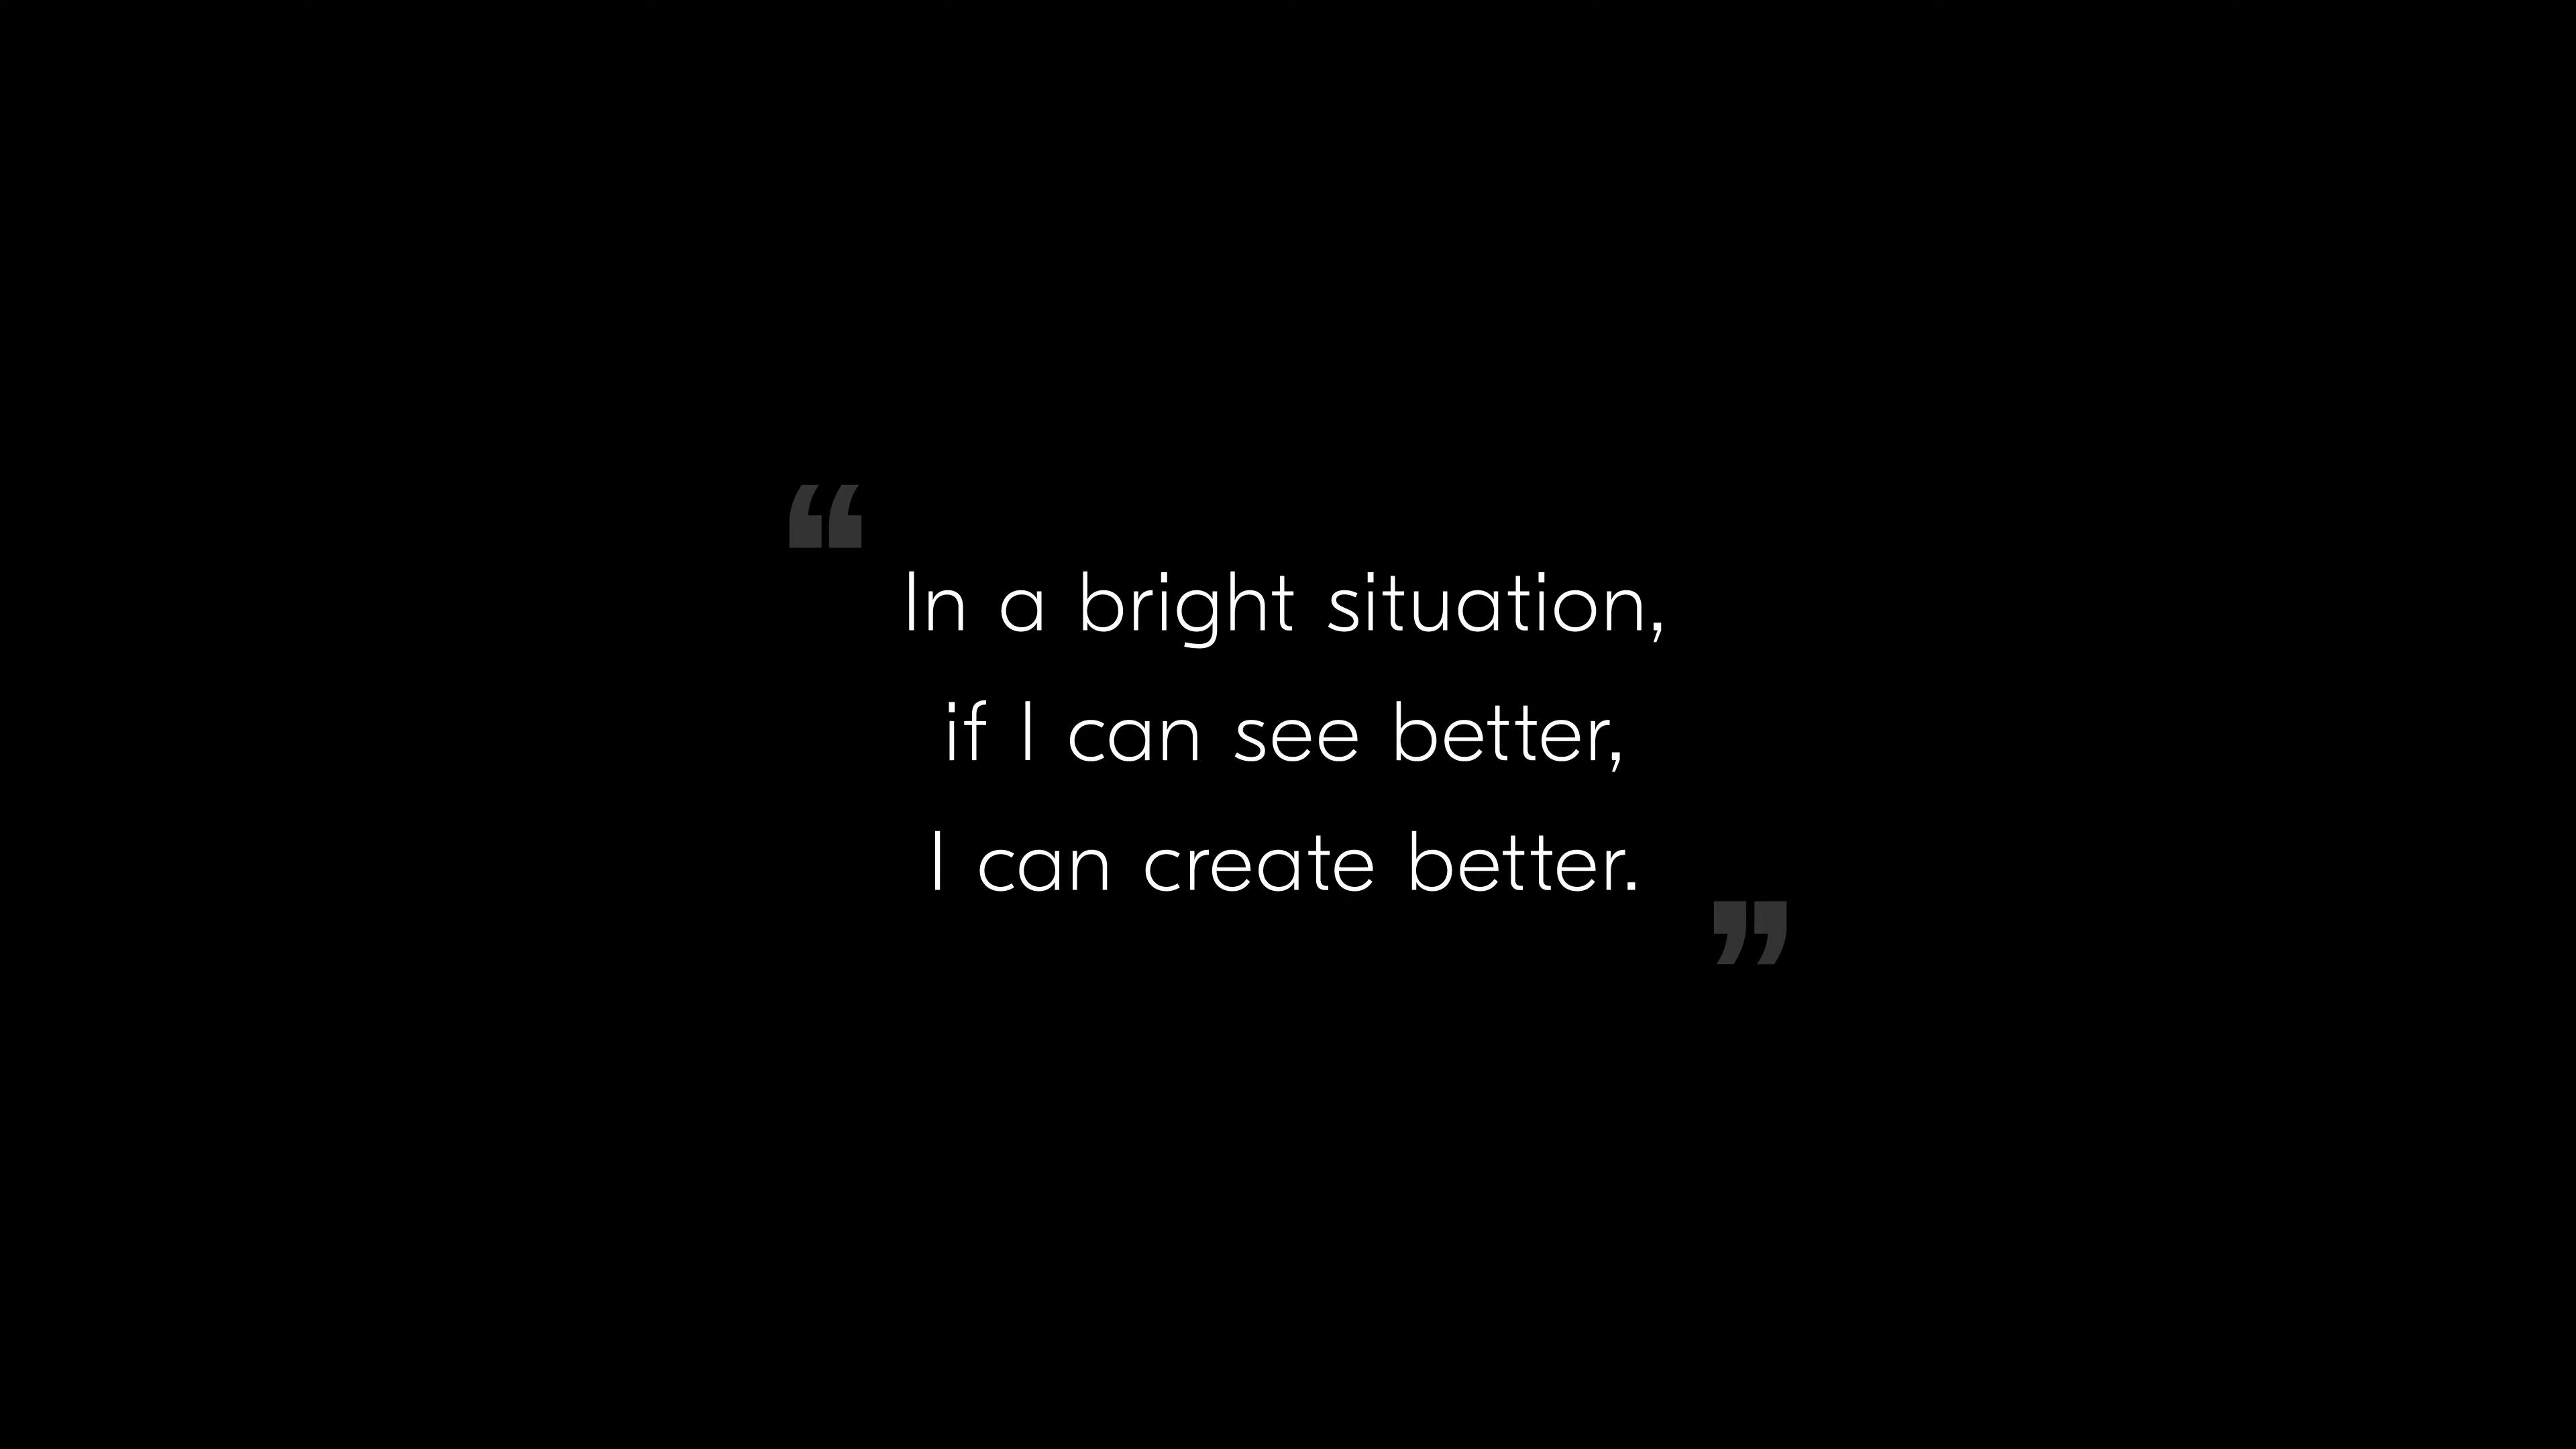 “
In a bright situation,
if I can see better,
I can create better.
”